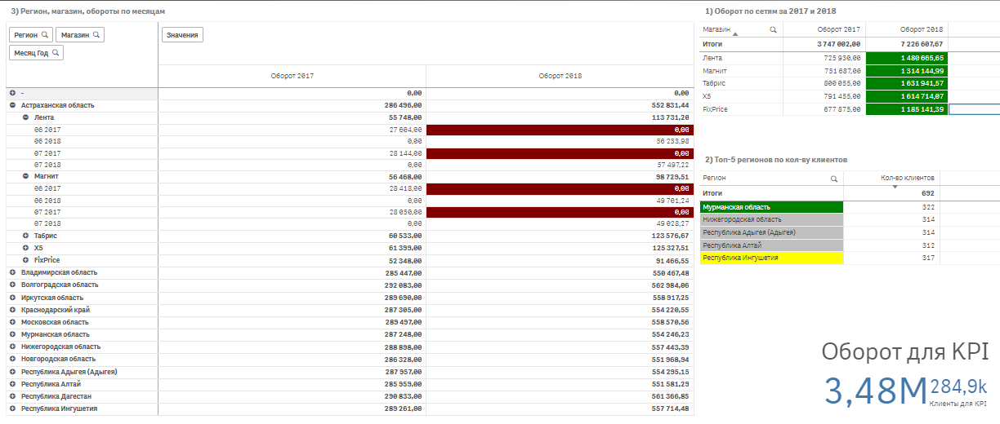 3) Регион, магазин, обороты по месяцам
Регион Магазин
Месяц Год
Значения
Оборот 2017 Оборот 2018
- 0,00 0,00
Астраханская область 286 496,00 552 831,44
Лента 55 748,00 113 731,20
06 2017 27 604,00 0,00
06 2018 0,00 56 233,98
07 2017 28 144,00 0,00
07 2018 0,00 57 497,22
Магнит 56 468,00 98 729,51
06 2017 28 418,00 0,00
06 2018 0,00 49 701,24
07 2017 28 050,00 0,00
07 2018 0,00 49 028,27
Табрис 60 533,00 123 576,67
X5 61 399,00 125 327,51
FixPrice 52 348,00 91 466,55
Владимирская область 285 447,00 550 467,48
Волгоградская область 292 083,00 562 984,06
Иркутская область 289 690,00 558 917,25
Краснодарский край 287 305,00 554 220,55
Московская область 289 497,00 558 570,56
Мурманская область 287 248,00 554 246,23
Нижегородская область 288 898,00 557 443,39
Новгородская область 286 328,00 551 968,94
Республика Адыгея (Адыгея) 287 957,00 554 295,15
Республика Алтай 285 959,00 551 581,29
Республика Дагестан 290 833,00 561 366,85
Республика Ингушетия 289 261,00 557 714,48
1) Оборот по сетям за 2017 и 2018
Магазин Оборот 2017 Оборот 2018
Итоги 3 747 002,00 7 226 607,67
Лента 725 930,00 1 480 665,65
Магнит 751 687,00 1 314 144,99
Табрис 800 055,00 1 631 941,57
X5 791 455,00 1 614 714,07
FixPrice 677 875,00 1 185 141,39
2) Топ-5 регионов по кол-ву клиентов
Регион Кол-во клиентов
Итоги 692
Мурманская область 322
Нижегородская область 314
Республика Адыгея (Адыгея) 314
Республика Алтай 312
Республика Ингушетия 317
Оборот для KPI
3,48M 284,9k
Клиенты для KPI